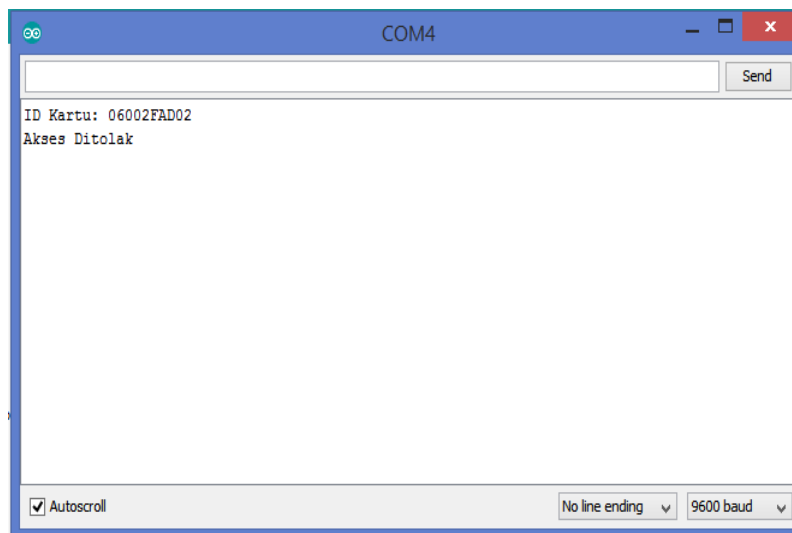 COM4
Send
ID Kartu: 06002FAD02
Akses Ditolak
Autoscroll
No line ending
9600 baud